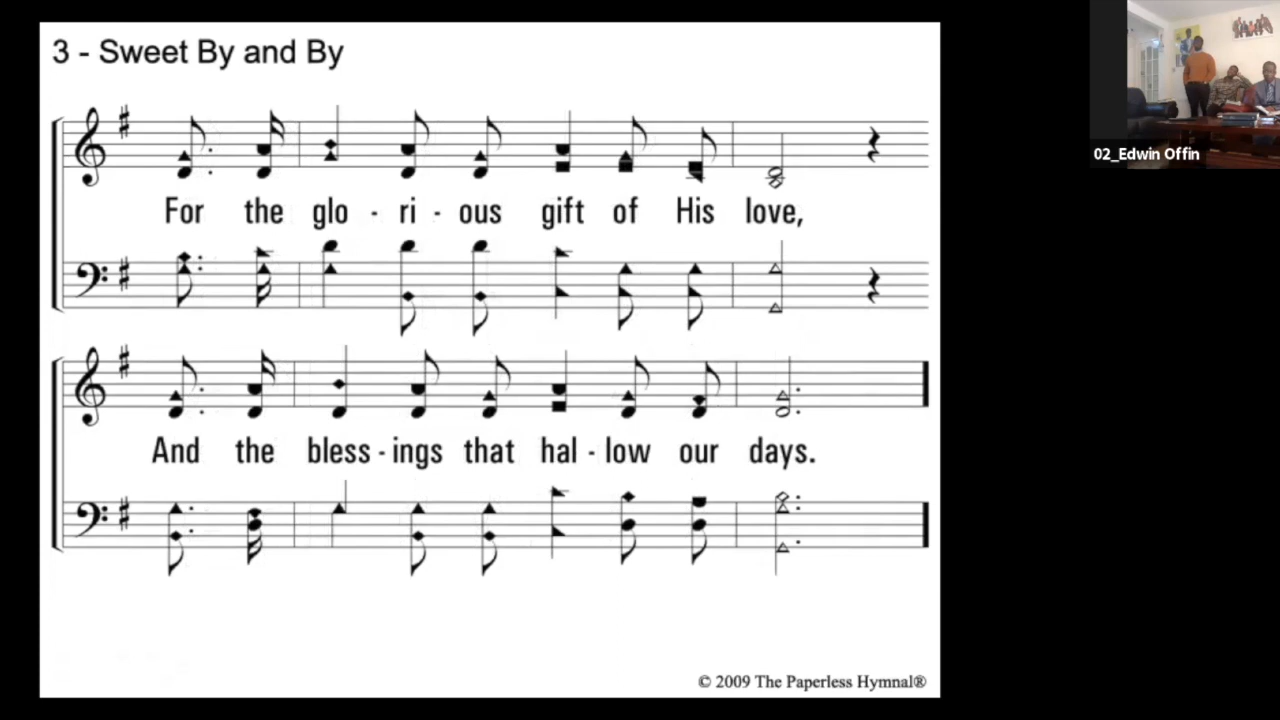 3 - Sweet By and By
For the glo - ri - ous gift of His love,
And the bless - ings that hal - low our days.
© 2009 The Paperless Hymnal®
02_Edwin Offin